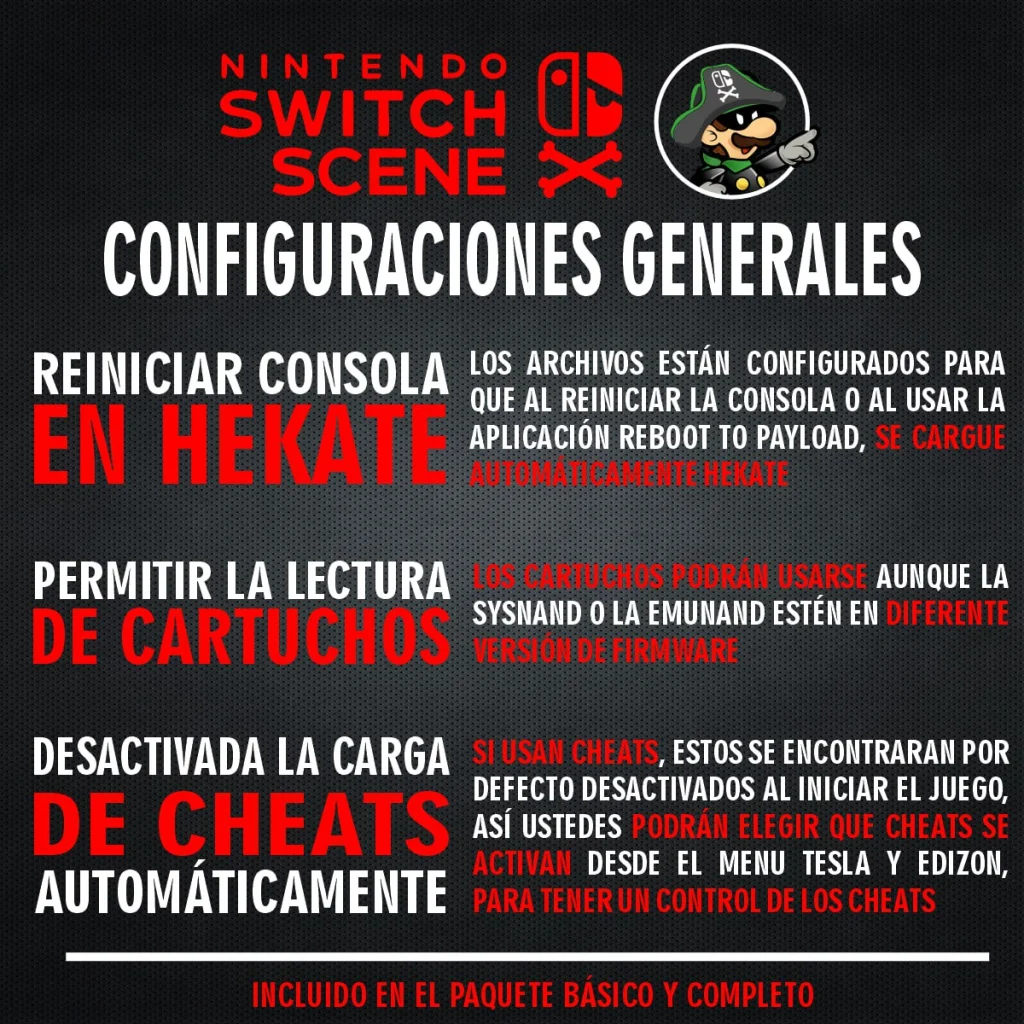 NINTENDO
SWITCH
SCENE
CONFIGURACIONES GENERALES
REINICIAR CONSOLA
EN HEKATE
LOS ARCHIVOS ESTÁN CONFIGURADOS PARA
QUE AL REINICIAR LA CONSOLA O AL USAR LA
APLICACIÓN REBOOT TO PAYLOAD, SE CARGUE
AUTOMÁTICAMENTE HEKATE
PERMITIR LA LECTURA
DE CARTUCHOS
LOS CARTUCHOS PODRÁN USARSE AUNQUE LA
SYSNAND O LA EMUNAND ESTÉN EN DIFERENTE
VERSIÓN DE FIRMWARE
DESACTIVADA LA CARGA
DE CHEATS
AUTOMÁTICAMENTE
SI USAN CHEATS, ESTOS SE ENCONTRARAN POR
DEFECTO DESACTIVADOS AL INICIAR EL JUEGO,
ASÍ USTEDES PODRÁN ELEGIR QUE CHEATS SE
ACTIVAN DESDE EL MENU TESLA Y EDIZON,
PARA TENER UN CONTROL DE LOS CHEATS
INCLUIDO EN EL PAQUETE BÁSICO Y COMPLETO